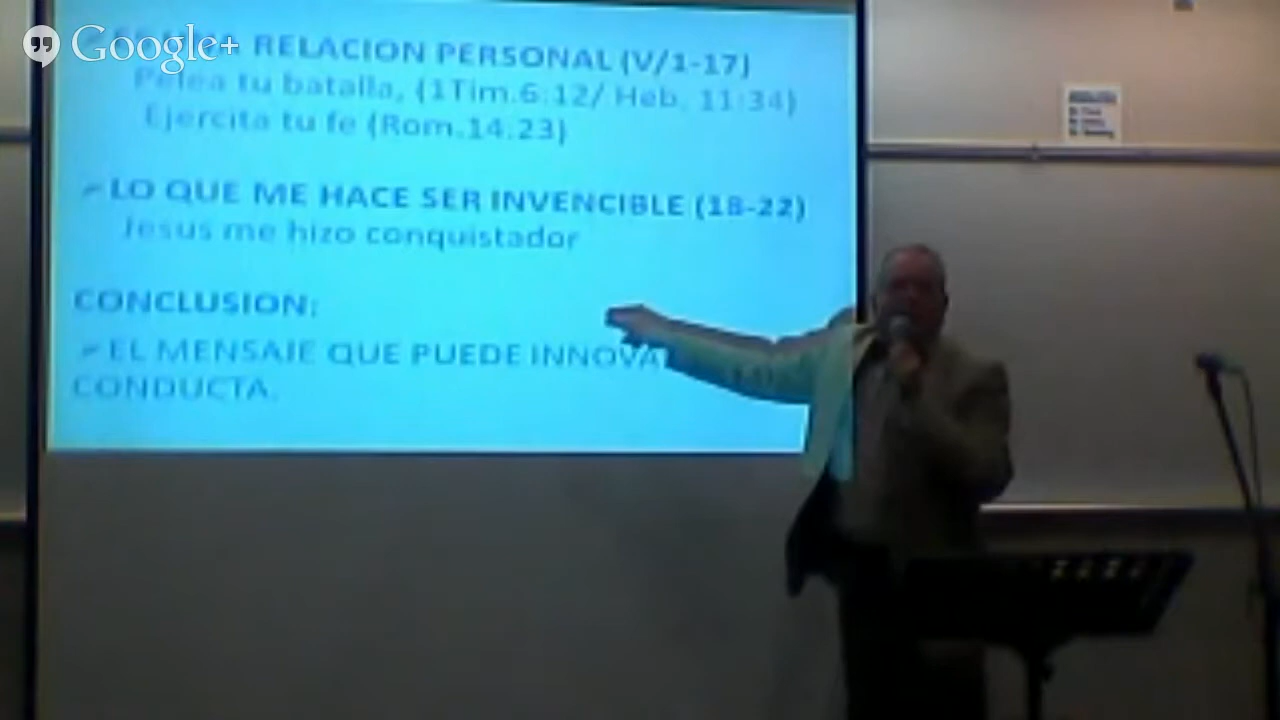 Google+
RELACION PERSONAL (V/1-17)
Pelea tu batalla, (1Tim.6:12/ Heb. 11:34)
Ejercita tu fe (Rom.14.23)
➢LO QUE ME HACE SER INVENCIBLE (18-22)
Jesus me hizo conquistador
CONCLUSION:
➢EL MENSAJE QUE PUEDE
CONDUCTA.